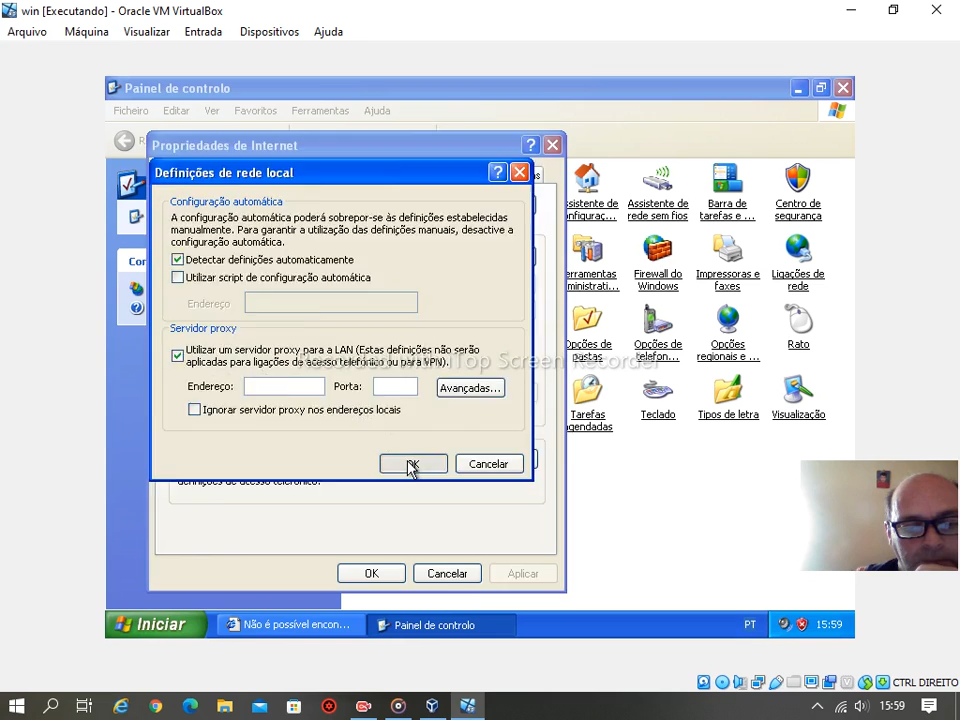 win [Executando] - Oracle VM VirtualBox
Arquivo Máquina Visualizar Entrada Dispositivos Ajuda
Painel de controlo
Ficheiro Editar Ver Favoritos Ferramentas Ajuda
Propriedades de Internet
Definições de rede local
Configuração automática
A configuração automática poderá sobrepor-se às definições estabelecidas
manualmente. Para garantir a utilização das definições manuais, desactive a
configuração automática.
Detectar definições automaticamente
Utilizar script de configuração automática
Endereço
Servidor proxy
Utilizar um servidor proxy para a LAN (Estas definições não serão
aplicadas para ligações de acesso telefónico ou para VPN).
Endereço: Porta: Avançadas...
Ignorar servidor proxy nos endereços locais
OK Cancelar
definições de acesso telefónico.
OK Cancelar Aplicar
ssistente de
onfiguraç...
Assistente de
rede sem fios
Barra de
tarefas e ...
Centro de
segurança
erramentas
ministrati...
Firewall do
Windows
Impressoras e
faxes
Ligações de
rede
Opções de
pastas
Opções de
telefon...
Opções
regionais e ...
Rato
Tarefas
agendadas
Teclado
Tipos de letra
Visualização
Screen Recorder
Iniciar
Não é possível encon...
Painel de controlo
PT
15:59
CTRL DIREITO
15:59